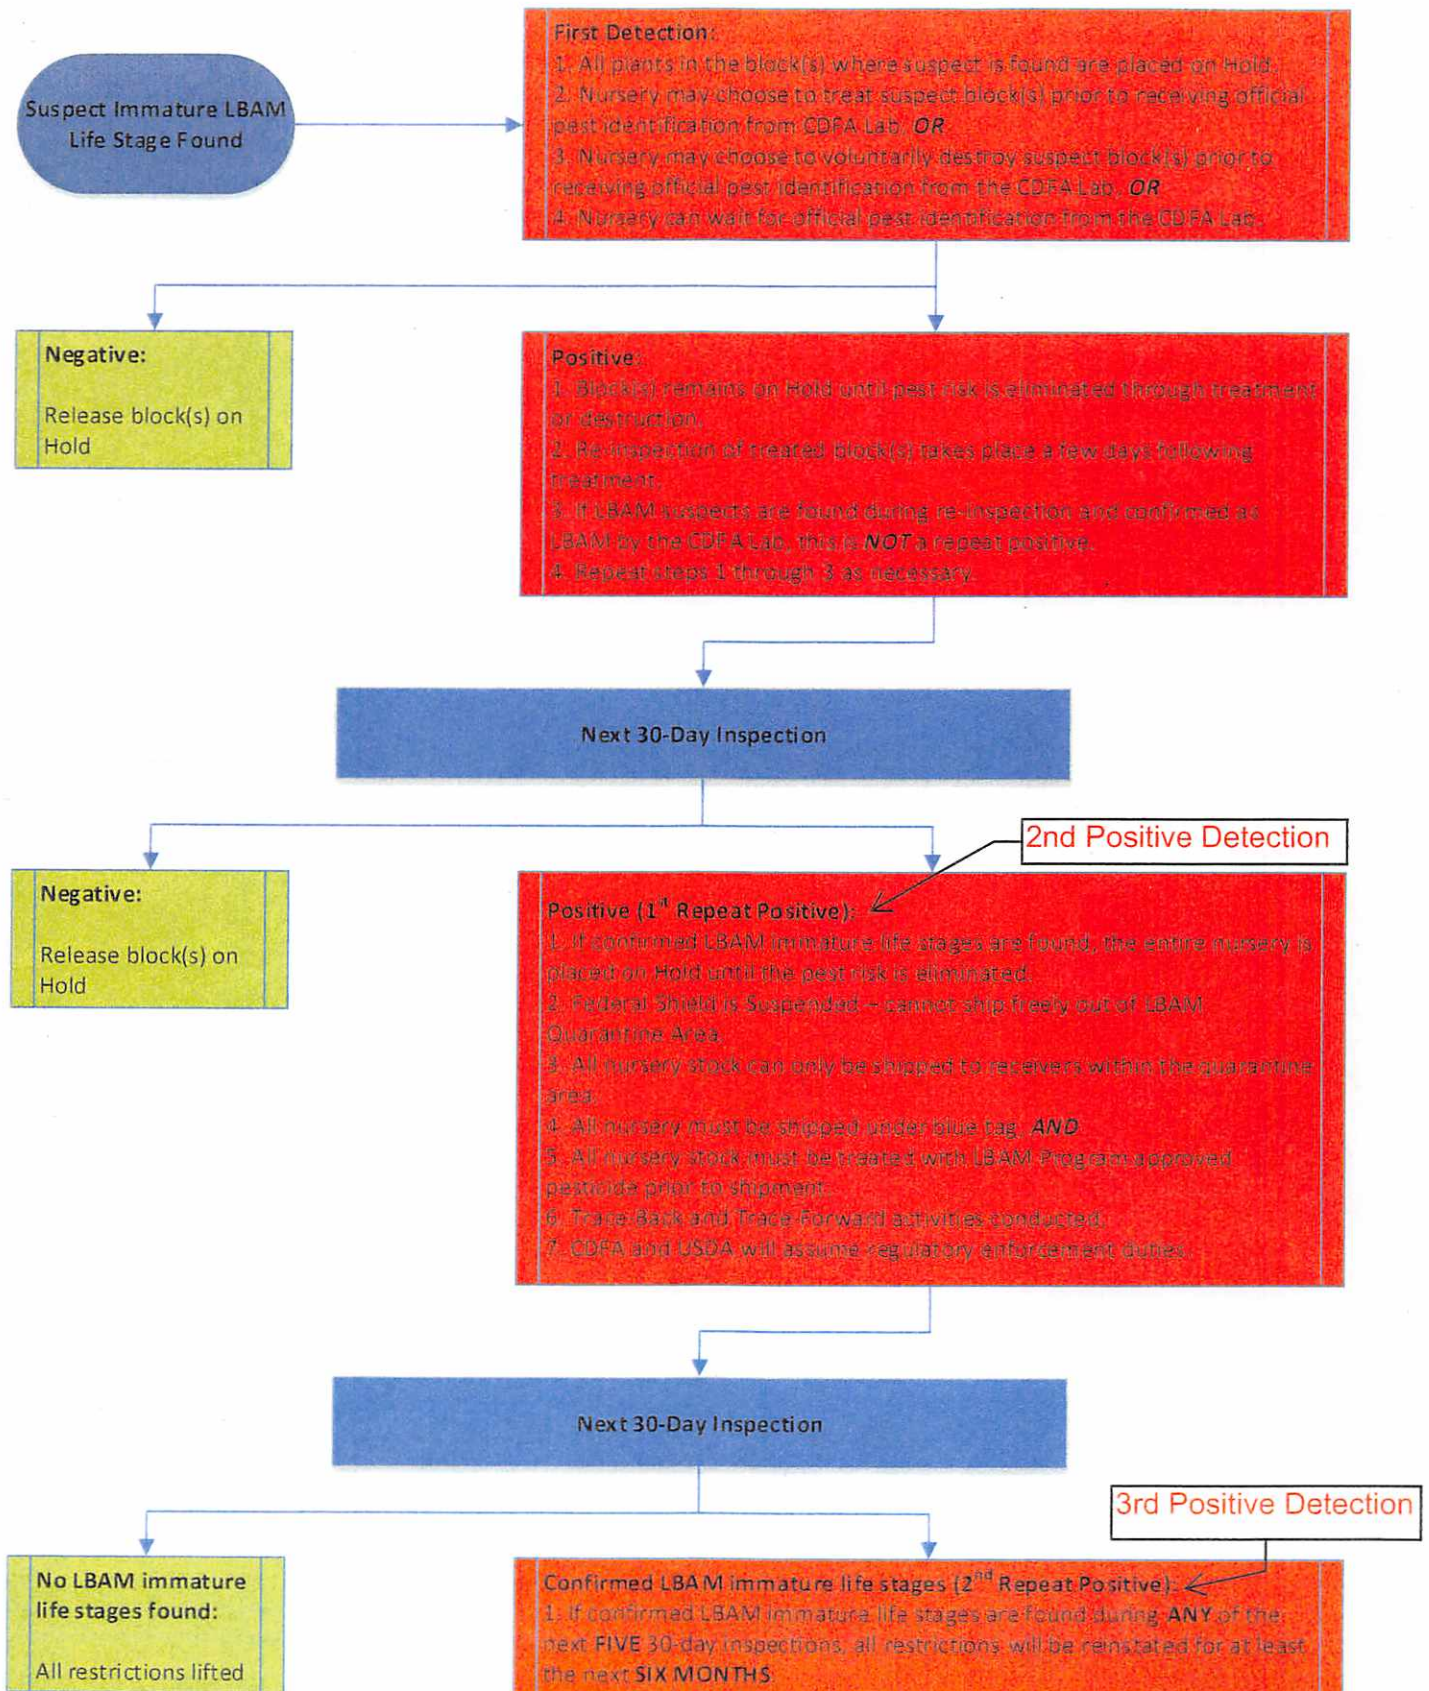 Suspect Immature LBAM
Life Stage Found
First Detection:
1. All plants in the block(s) where suspect is found are placed on Hold.
2. Nursery may choose to treat suspect block(s) prior to receiving official
pest identification from CDFA Lab, OR
3. Nursery may choose to voluntarily destroy suspect block(s) prior to
receiving official pest identification from the CDFA Lab, OR
4. Nursery can wait for official pest identification from the CDFA Lab.
Negative:
Release block(s) on
Hold
Positive:
1. Block(s) remains on Hold until pest risk is eliminated through treatment
or destruction.
2. Re-inspection of treated block(s) takes place a few days following
treatment.
3. If LBAM suspects are found during re-inspection and confirmed as
LBAM by the CDFA Lab, this is NOT a repeat positive.
4. Repeat steps 1 through 3 as necessary.
Next 30-Day Inspection
2nd Positive Detection
Negative:
Release block(s) on
Hold
Positive (1st Repeat Positive):
1. If confirmed LBAM immature life stages are found, the entire nursery is
placed on Hold until the pest risk is eliminated.
2. Federal Shield is Suspended – cannot ship freely out of LBAM
Quarantine Area.
3. All nursery stock can only be shipped to receivers within the quarantine
area.
4. All nursery must be shipped under blue tag, AND
5. All nursery stock must be treated with LBAM Program approved
pesticide prior to shipment.
6. Trace-Back and Trace-Forward activities conducted.
7. CDFA and USDA will assume regulatory enforcement duties.
Next 30-Day Inspection
3rd Positive Detection
No LBAM immature
life stages found:
All restrictions lifted
Confirmed LBAM immature life stages (2nd Repeat Positive):
1. If confirmed LBAM immature life stages are found during ANY of the
next FIVE 30-day inspections, all restrictions will be reinstated for at least
the next SIX MONTHS.